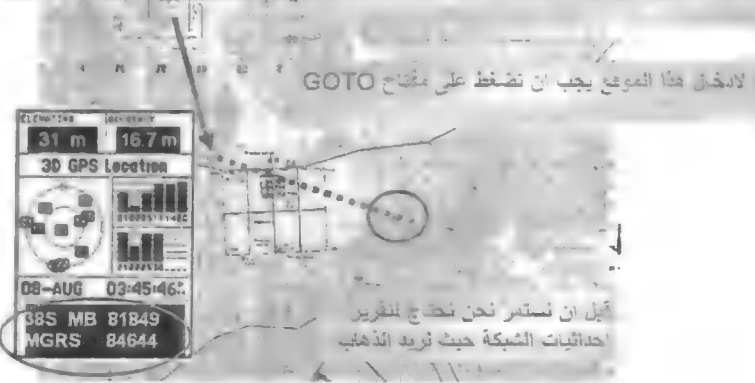 لادخال هذا الموقع يجب ان تضغط على مفتاح GOTO
ELEVATION ACCURACY
31 m 16.7 m
3D GPS Location
08-AUG 03:45:46
38S MB 81849
MGRS 84644
قبل ان نستمر نحن نحتاج لتقرير
احداثيات الشبكة حيث نريد الذهاب